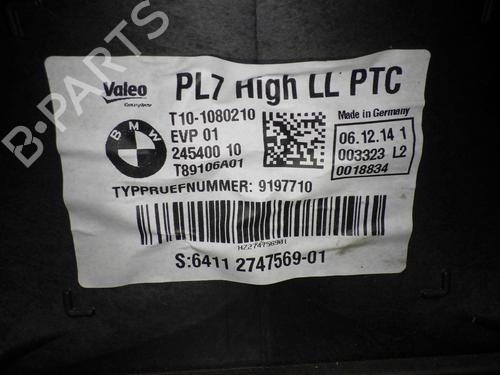 Valeo
PL7 High LL PTC
BMW
T10-1080210
EVP 01
245400 10
T89106A01
Made in Germany
06.12.14 1
003323 L2
0018834
TYPPRUEFNUMMER: 9197710
HZ274756901
S:6411 2747569-01